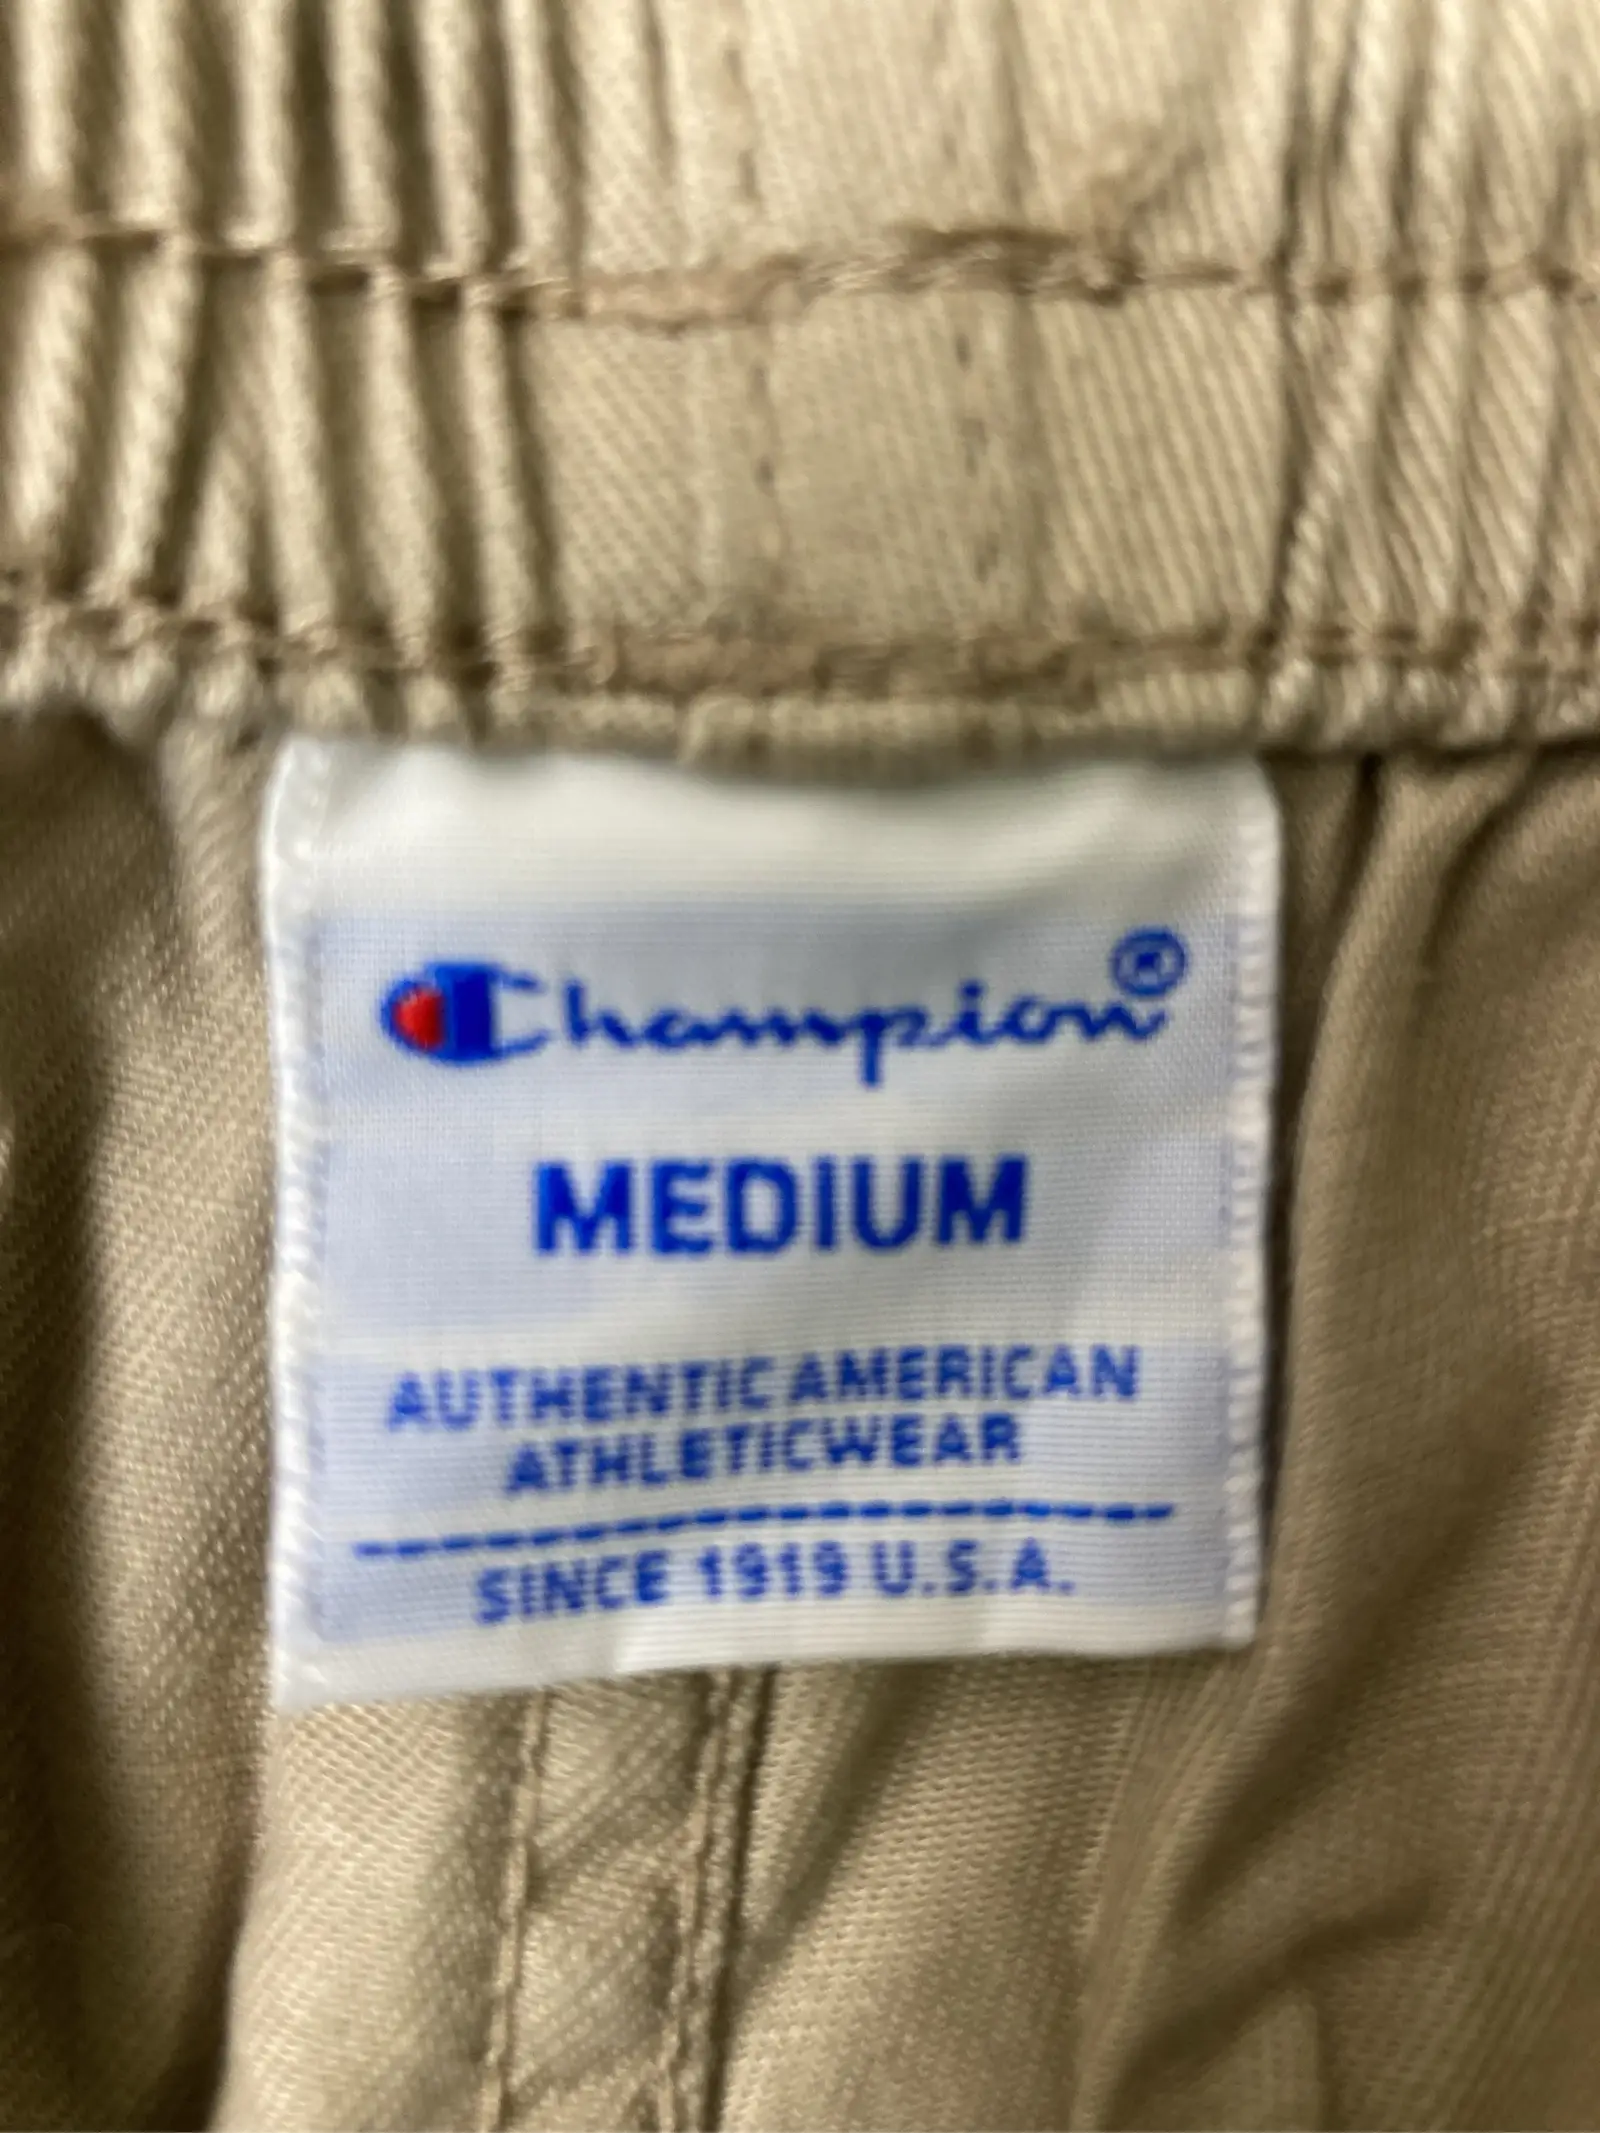 Champion®
MEDIUM
AUTHENTIC AMERICAN
ATHLETICWEAR
SINCE 1919 U.S.A.